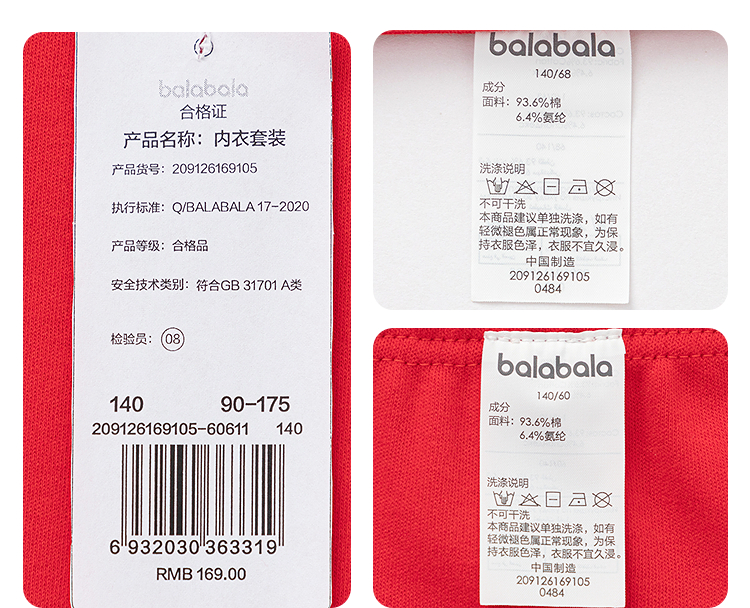 balabala
合格证
产品名称：内衣套装
产品货号：209126169105
执行标准：Q/BALABALA 17-2020
产品等级：合格品
安全技术类别：符合GB 31701 A类
检验员：08
140 90-175
209126169105-60611 140
6 932030 363319
RMB 169.00
balabala
140/68
成分
面料：93.6%棉
6.4%氨纶
洗涤说明
不可干洗
本商品建议单独洗涤，如有
轻微褪色属正常现象，为保
持衣服色泽，衣服不宜久浸。
中国制造
209126169105
0484
balabala
140/60
成分
面料：93.6%棉
6.4%氨纶
洗涤说明
不可干洗
本商品建议单独洗涤，如有
轻微褪色属正常现象，为保
持衣服色泽，衣服不宜久浸。
中国制造
209126169105
0484